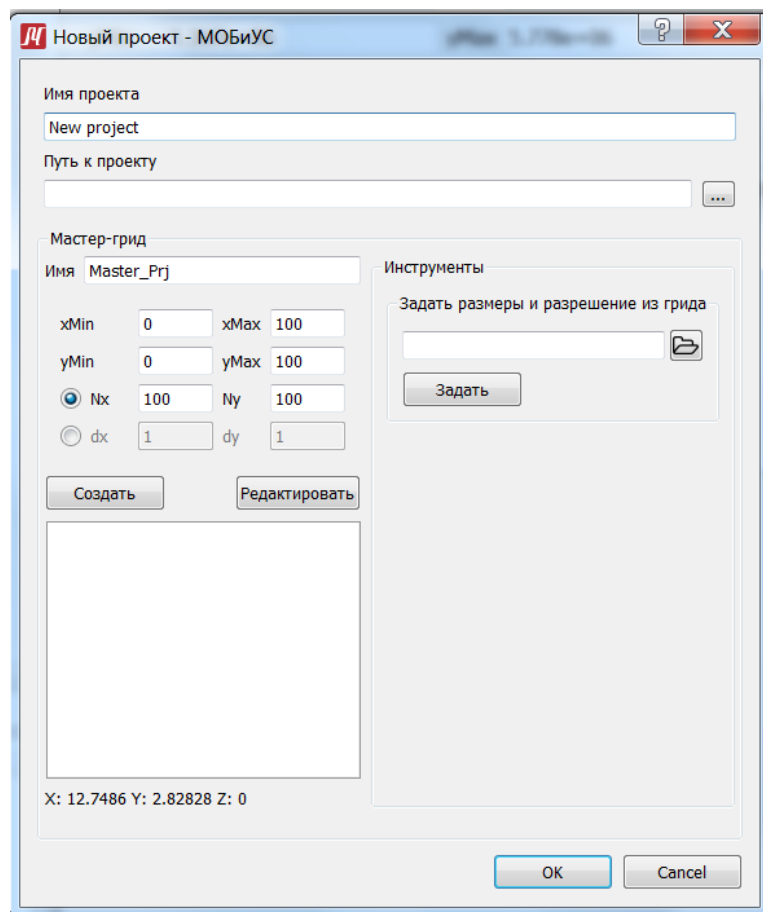 Новый проект - МОБиУС
Имя проекта
New project
Путь к проекту
...
Мастер-грид
Имя Master_Prj
xMin 0 xMax 100
yMin 0 yMax 100
Nx 100 Ny 100
dx 1 dy 1
Создать Редактировать
X: 12.7486 Y: 2.82828 Z: 0
Инструменты
Задать размеры и разрешение из грида
Задать
OK Cancel